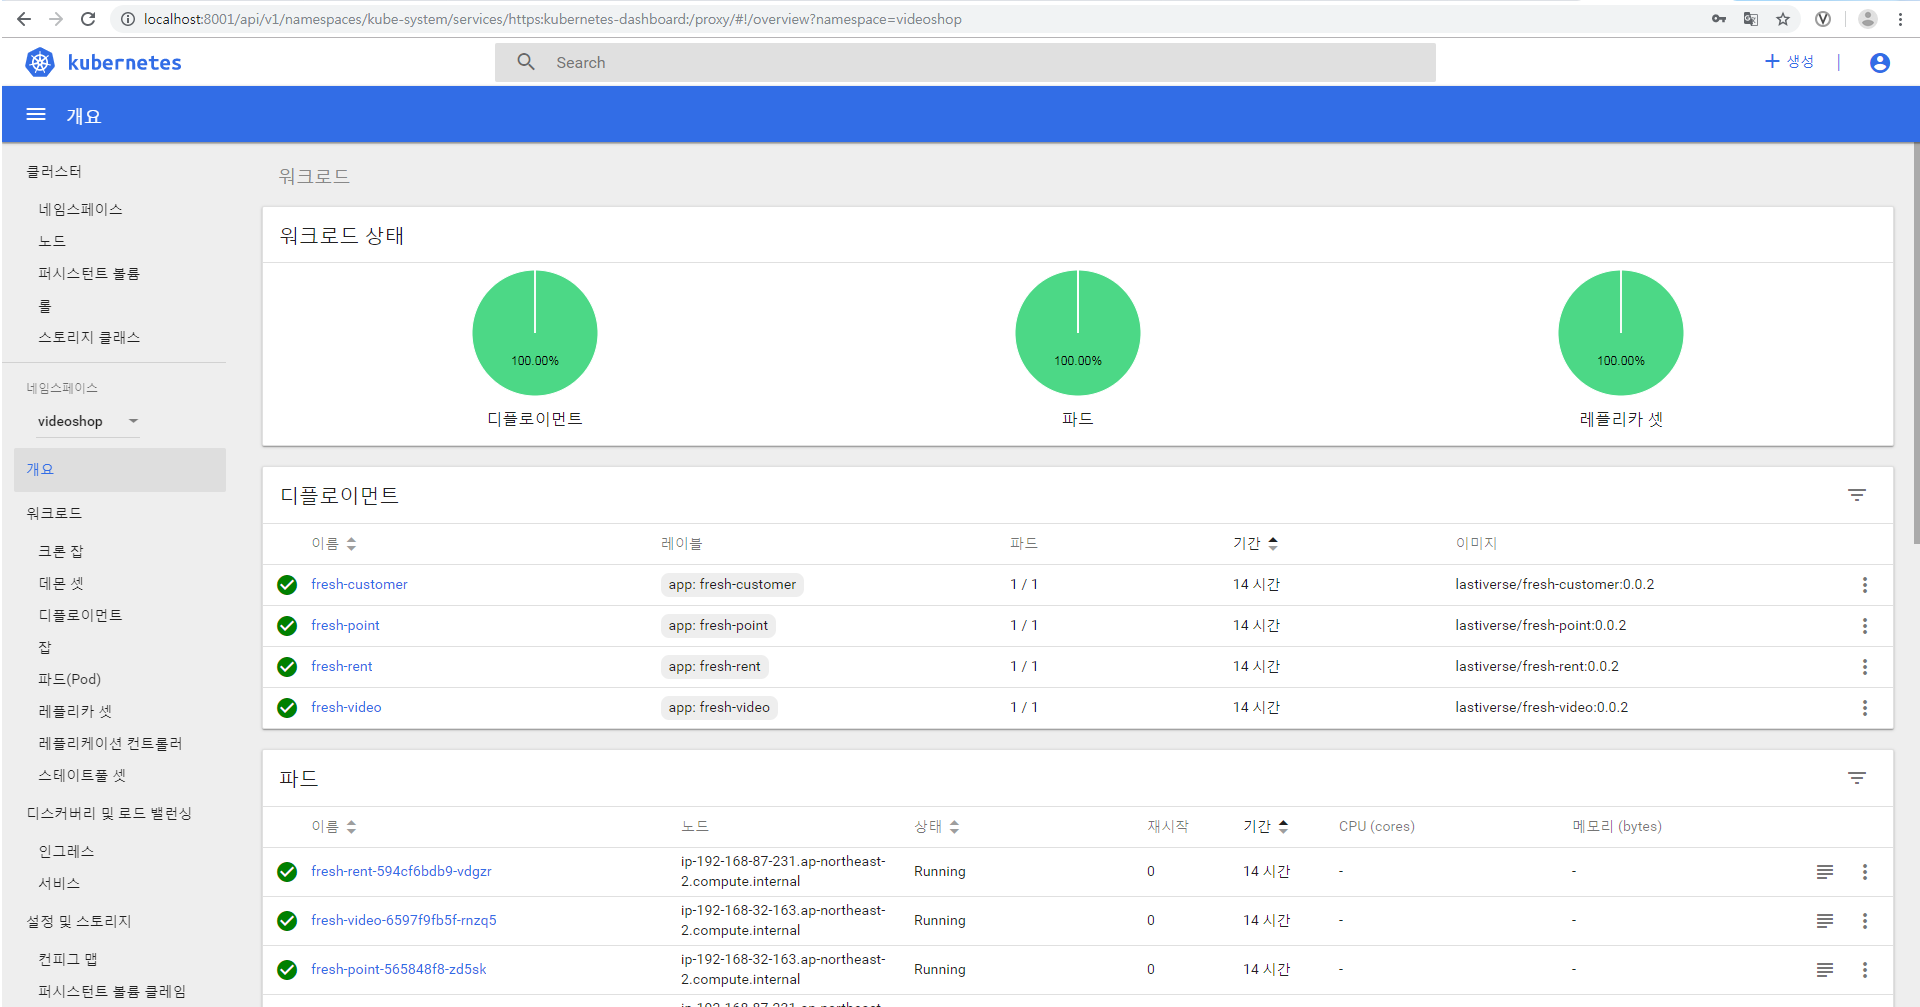 localhost:8001/api/v1/namespaces/kube-system/services/https:kubernetes-dashboard:/proxy/#!/overview?namespace=videoshop
kubernetes
Search
+ 생성
개요
클러스터
네임스페이스
노드
퍼시스턴트 볼륨
롤
스토리지 클래스
네임스페이스
videoshop
개요
워크로드
크론 잡
데몬 셋
디플로이먼트
잡
파드(Pod)
레플리카 셋
레플리케이션 컨트롤러
스테이트풀 셋
디스커버리 및 로드 밸런싱
인그레스
서비스
설정 및 스토리지
컨피그 맵
퍼시스턴트 볼륨 클레임
워크로드
워크로드 상태
100.00% 100.00% 100.00%
디플로이먼트 파드 레플리카 셋
디플로이먼트
이름 레이블 파드 기간 이미지
fresh-customer app: fresh-customer 1 / 1 14 시간 lastiverse/fresh-customer:0.0.2
fresh-point app: fresh-point 1 / 1 14 시간 lastiverse/fresh-point:0.0.2
fresh-rent app: fresh-rent 1 / 1 14 시간 lastiverse/fresh-rent:0.0.2
fresh-video app: fresh-video 1 / 1 14 시간 lastiverse/fresh-video:0.0.2
파드
이름 노드 상태 재시작 기간 CPU (cores) 메모리 (bytes)
ip-192-168-87-231.ap-northeast-
fresh-rent-594cf6bdb9-vdgzr Running 0 14 시간 - -
2.compute.internal
ip-192-168-32-163.ap-northeast-
fresh-video-6597f9fb5f-rnzq5 Running 0 14 시간 - -
2.compute.internal
ip-192-168-32-163.ap-northeast-
fresh-point-565848f8-zd5sk Running 0 14 시간 - -
2.compute.internal